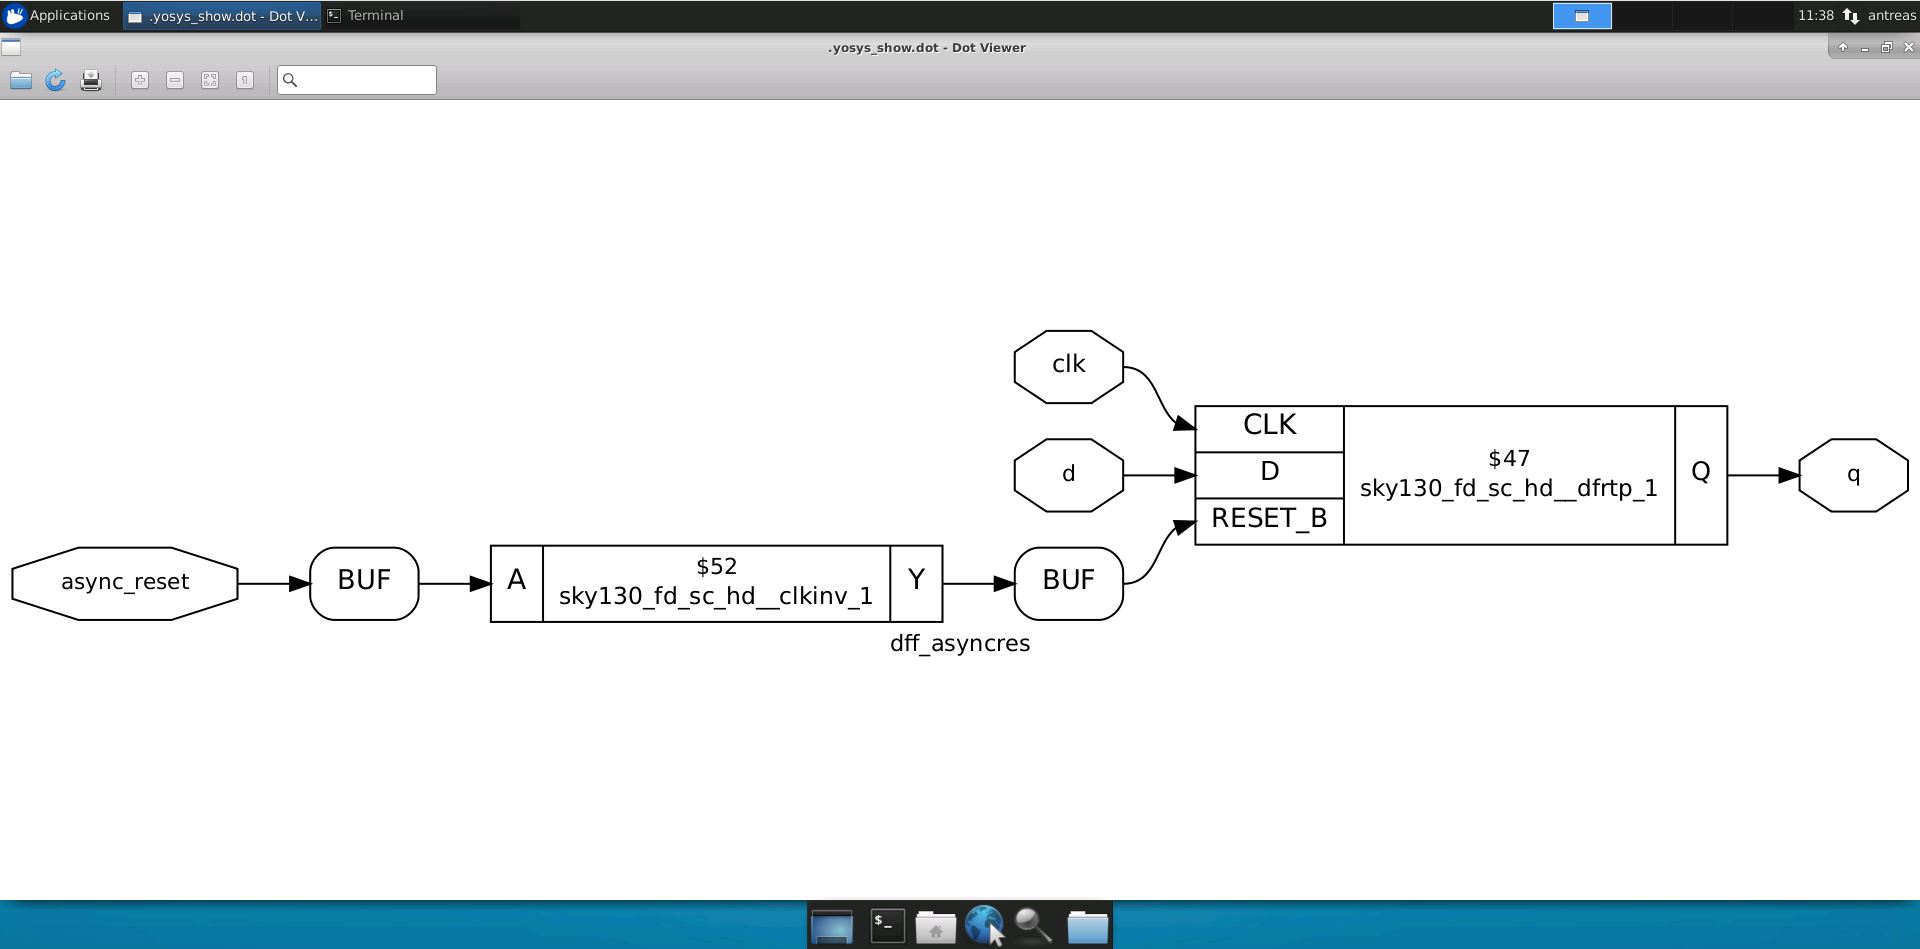 Applications
.yosys_show.dot - Dot V...
Terminal
11:38
antreas
.yosys_show.dot - Dot Viewer
clk
d
async_reset
BUF
A
$52
sky130_fd_sc_hd__clkinv_1
Y
BUF
CLK
D
RESET_B
$47
sky130_fd_sc_hd__dfrtp_1
Q
q
dff_asyncres